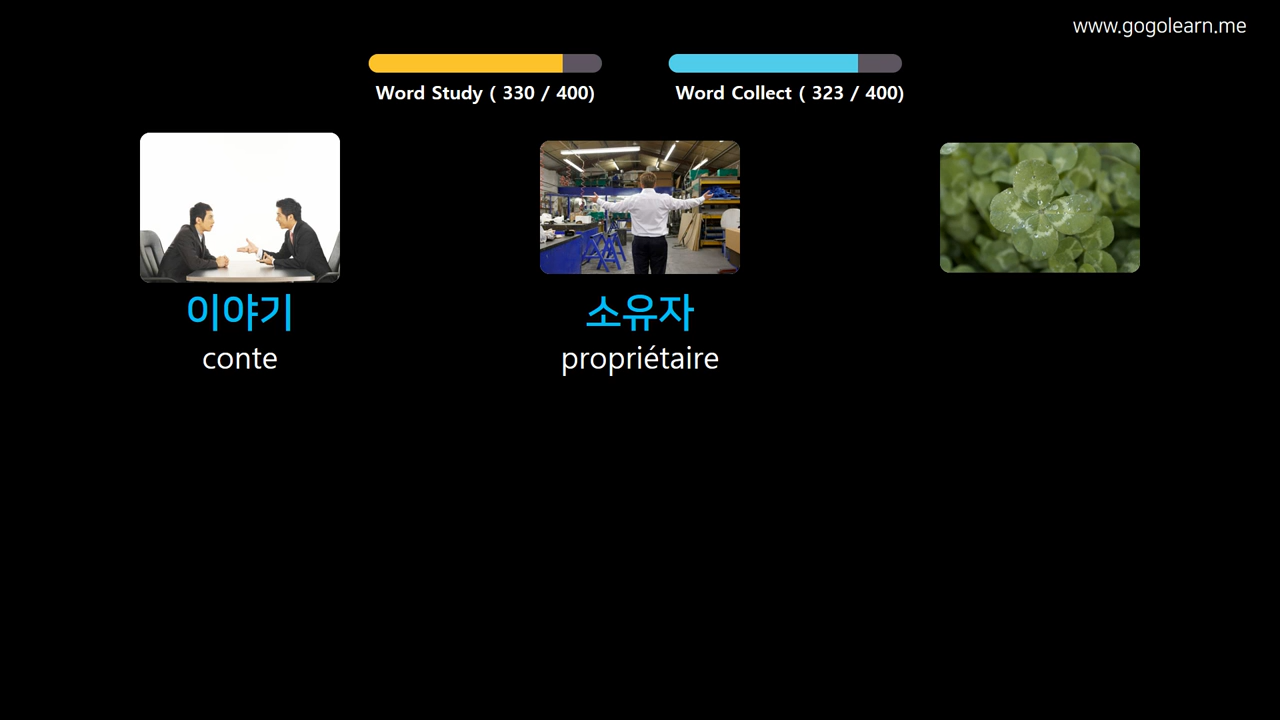 www.gogolearn.me
Word Study ( 330 / 400)
Word Collect ( 323 / 400)
이야기
conte
소유자
propriétaire